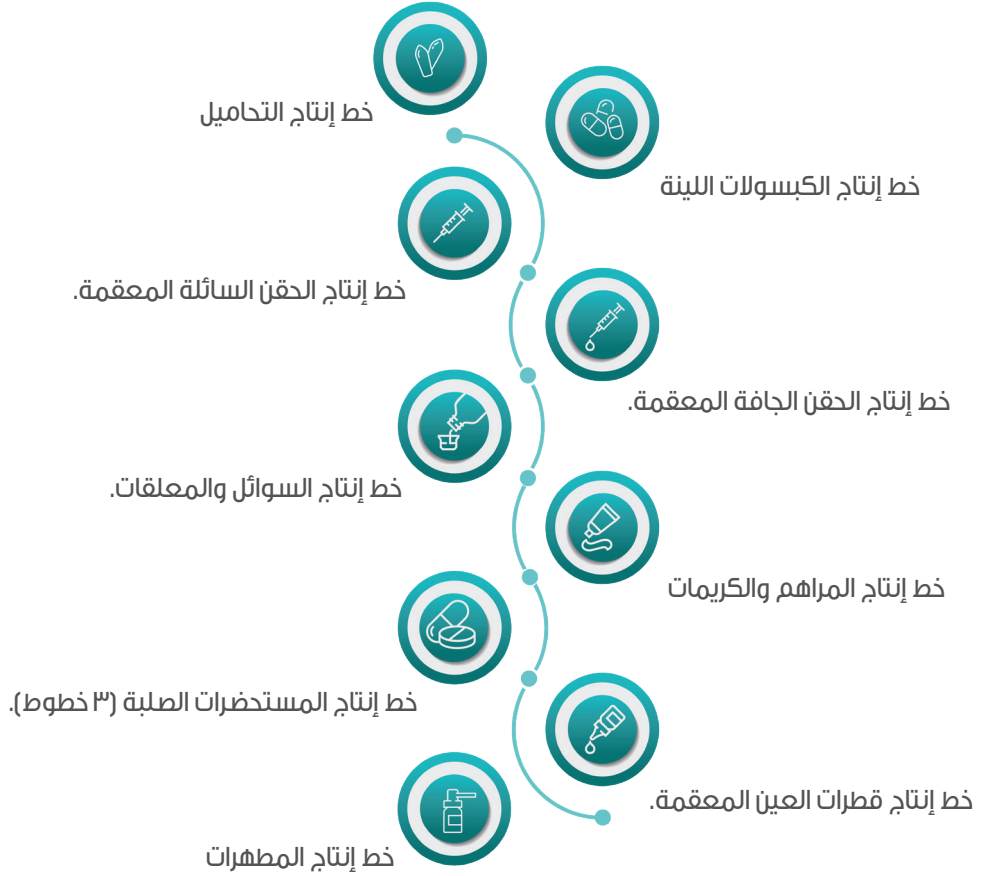 خط إنتاج التحاميل
خط إنتاج الكبسولات اللينة
خط إنتاج الحقن السائلة المعقمة.
خط إنتاج الحقن الجافة المعقمة.
خط إنتاج السوائل والمعلقات.
خط إنتاج المراهم والكريمات
خط إنتاج المستحضرات الصلبة (٣ خطوط).
خط إنتاج قطرات العين المعقمة.
خط إنتاج المطهرات